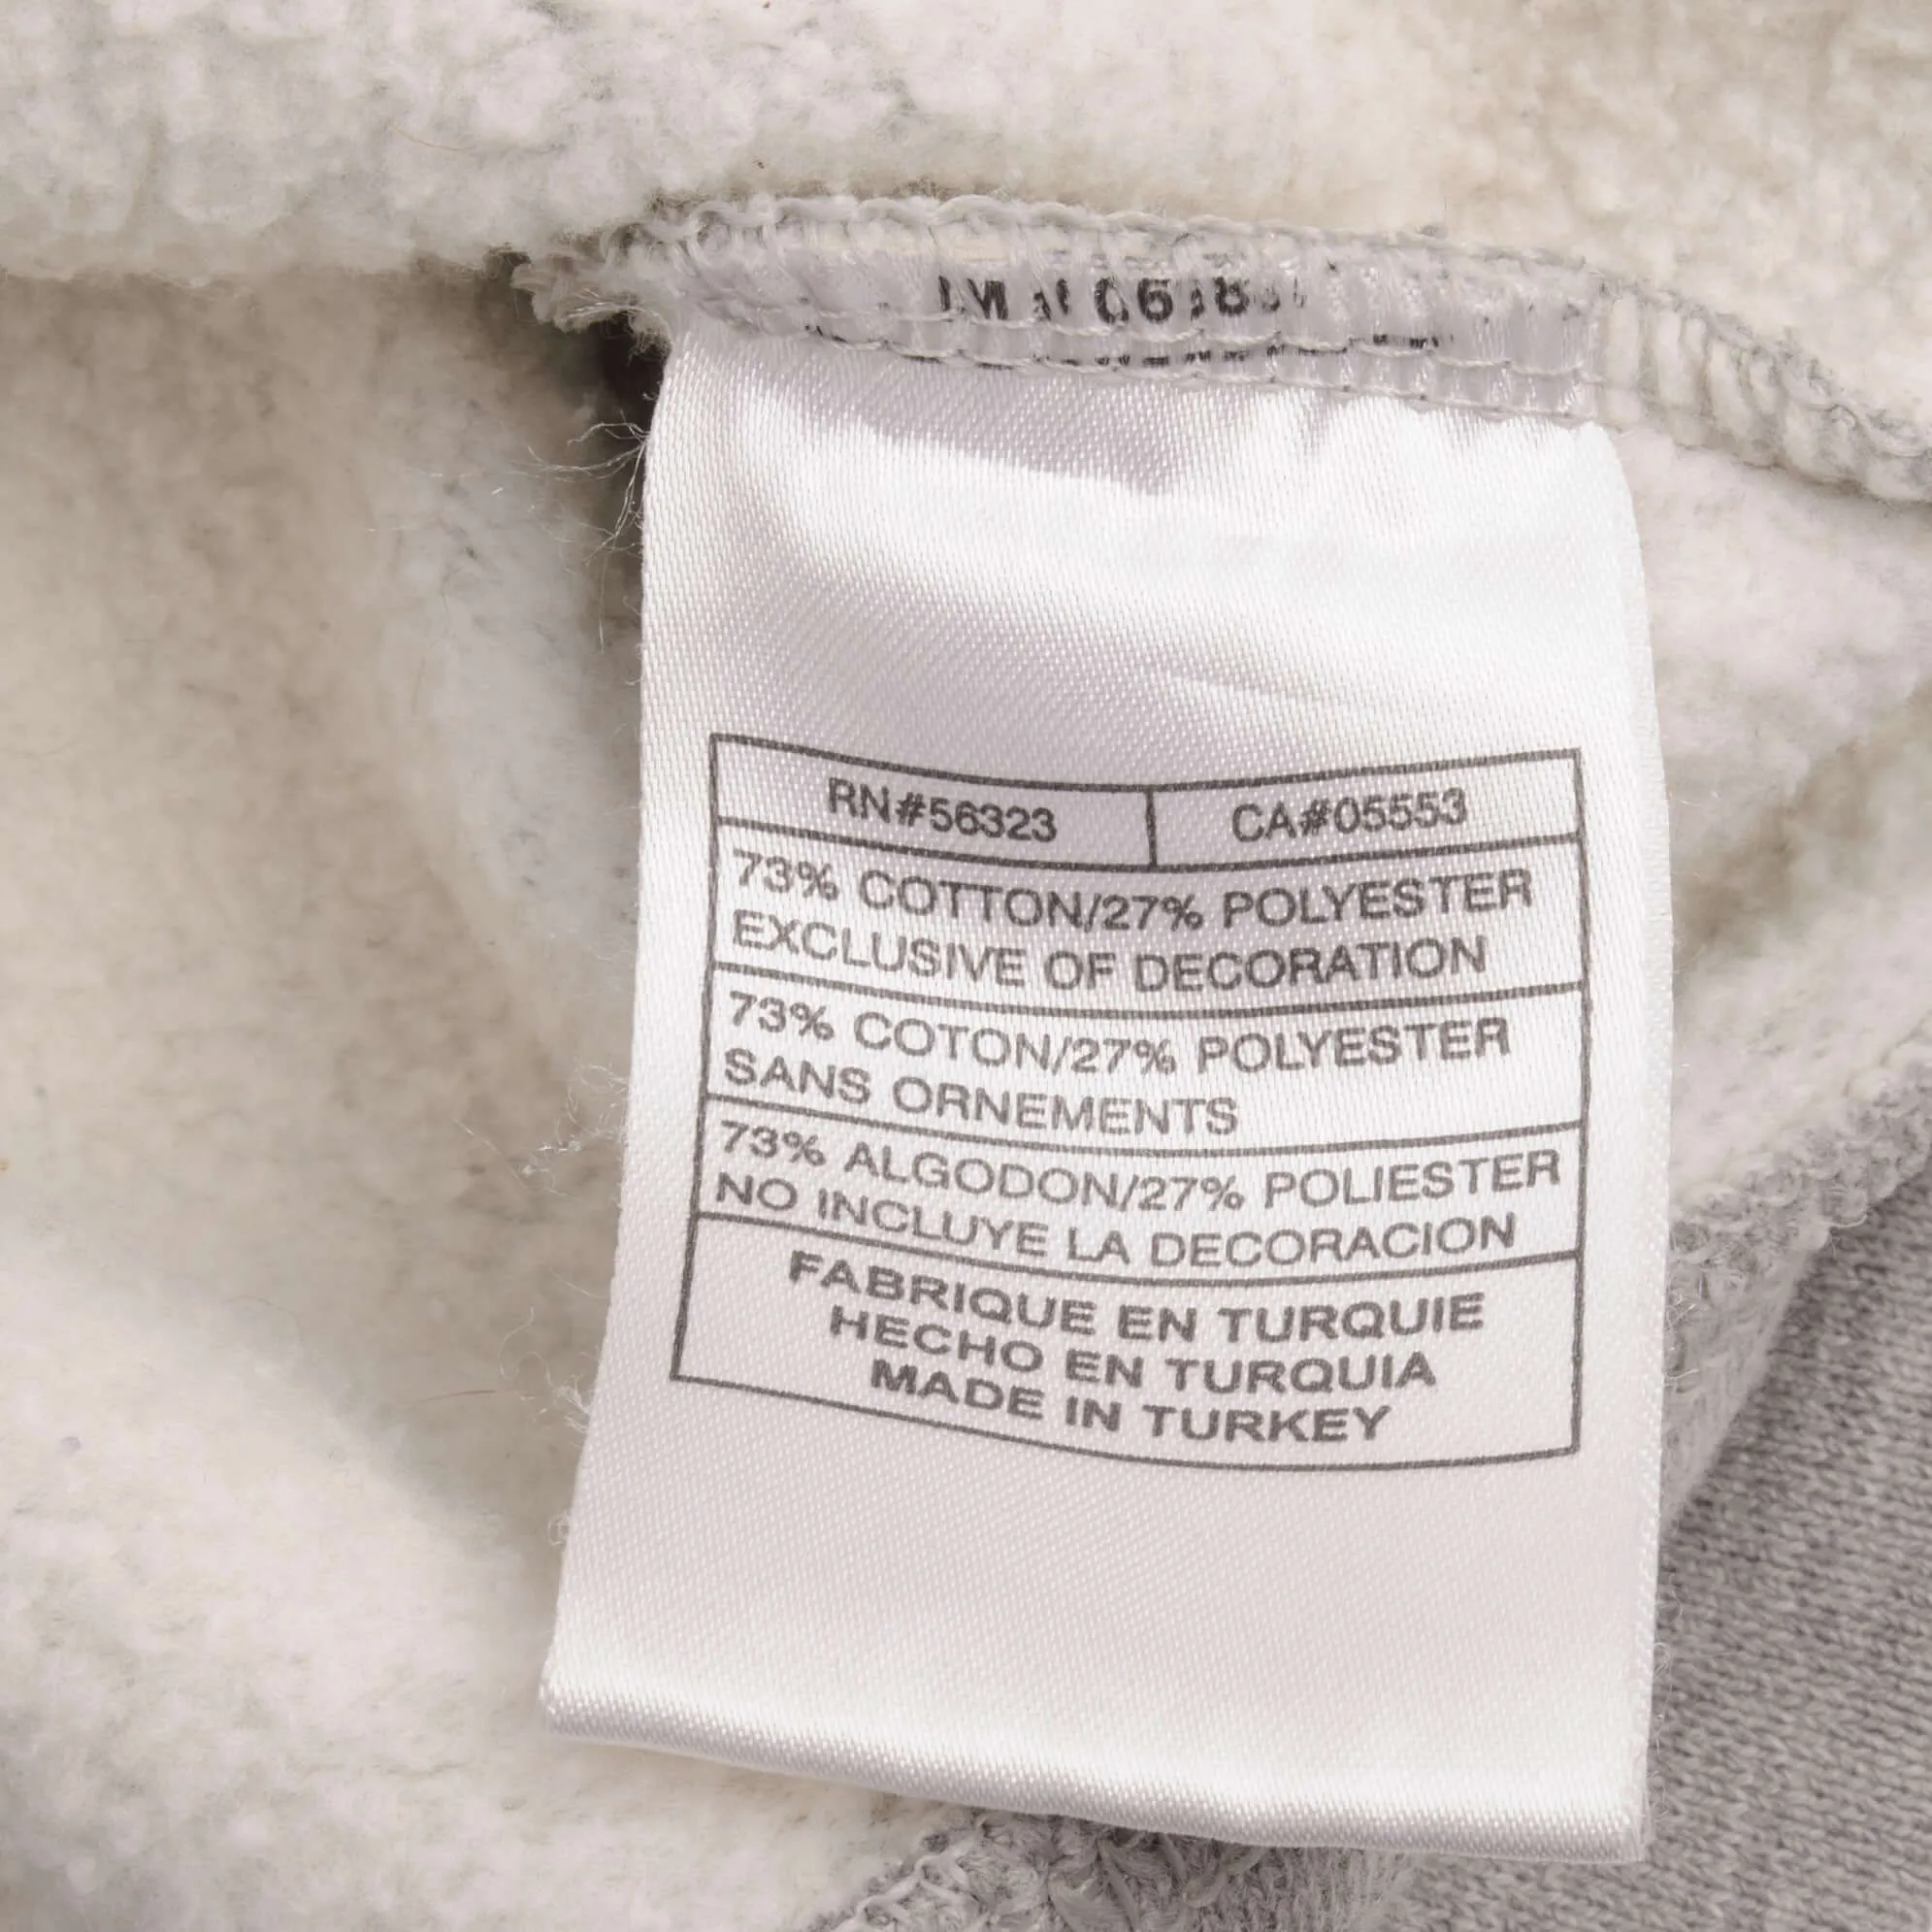 RN#56323 CA#05553
73% COTTON/27% POLYESTER
EXCLUSIVE OF DECORATION
73% COTON/27% POLYESTER
SANS ORNEMENTS
73% ALGODON/27% POLIESTER
NO INCLUYE LA DECORACION
FABRIQUE EN TURQUIE
HECHO EN TURQUIA
MADE IN TURKEY